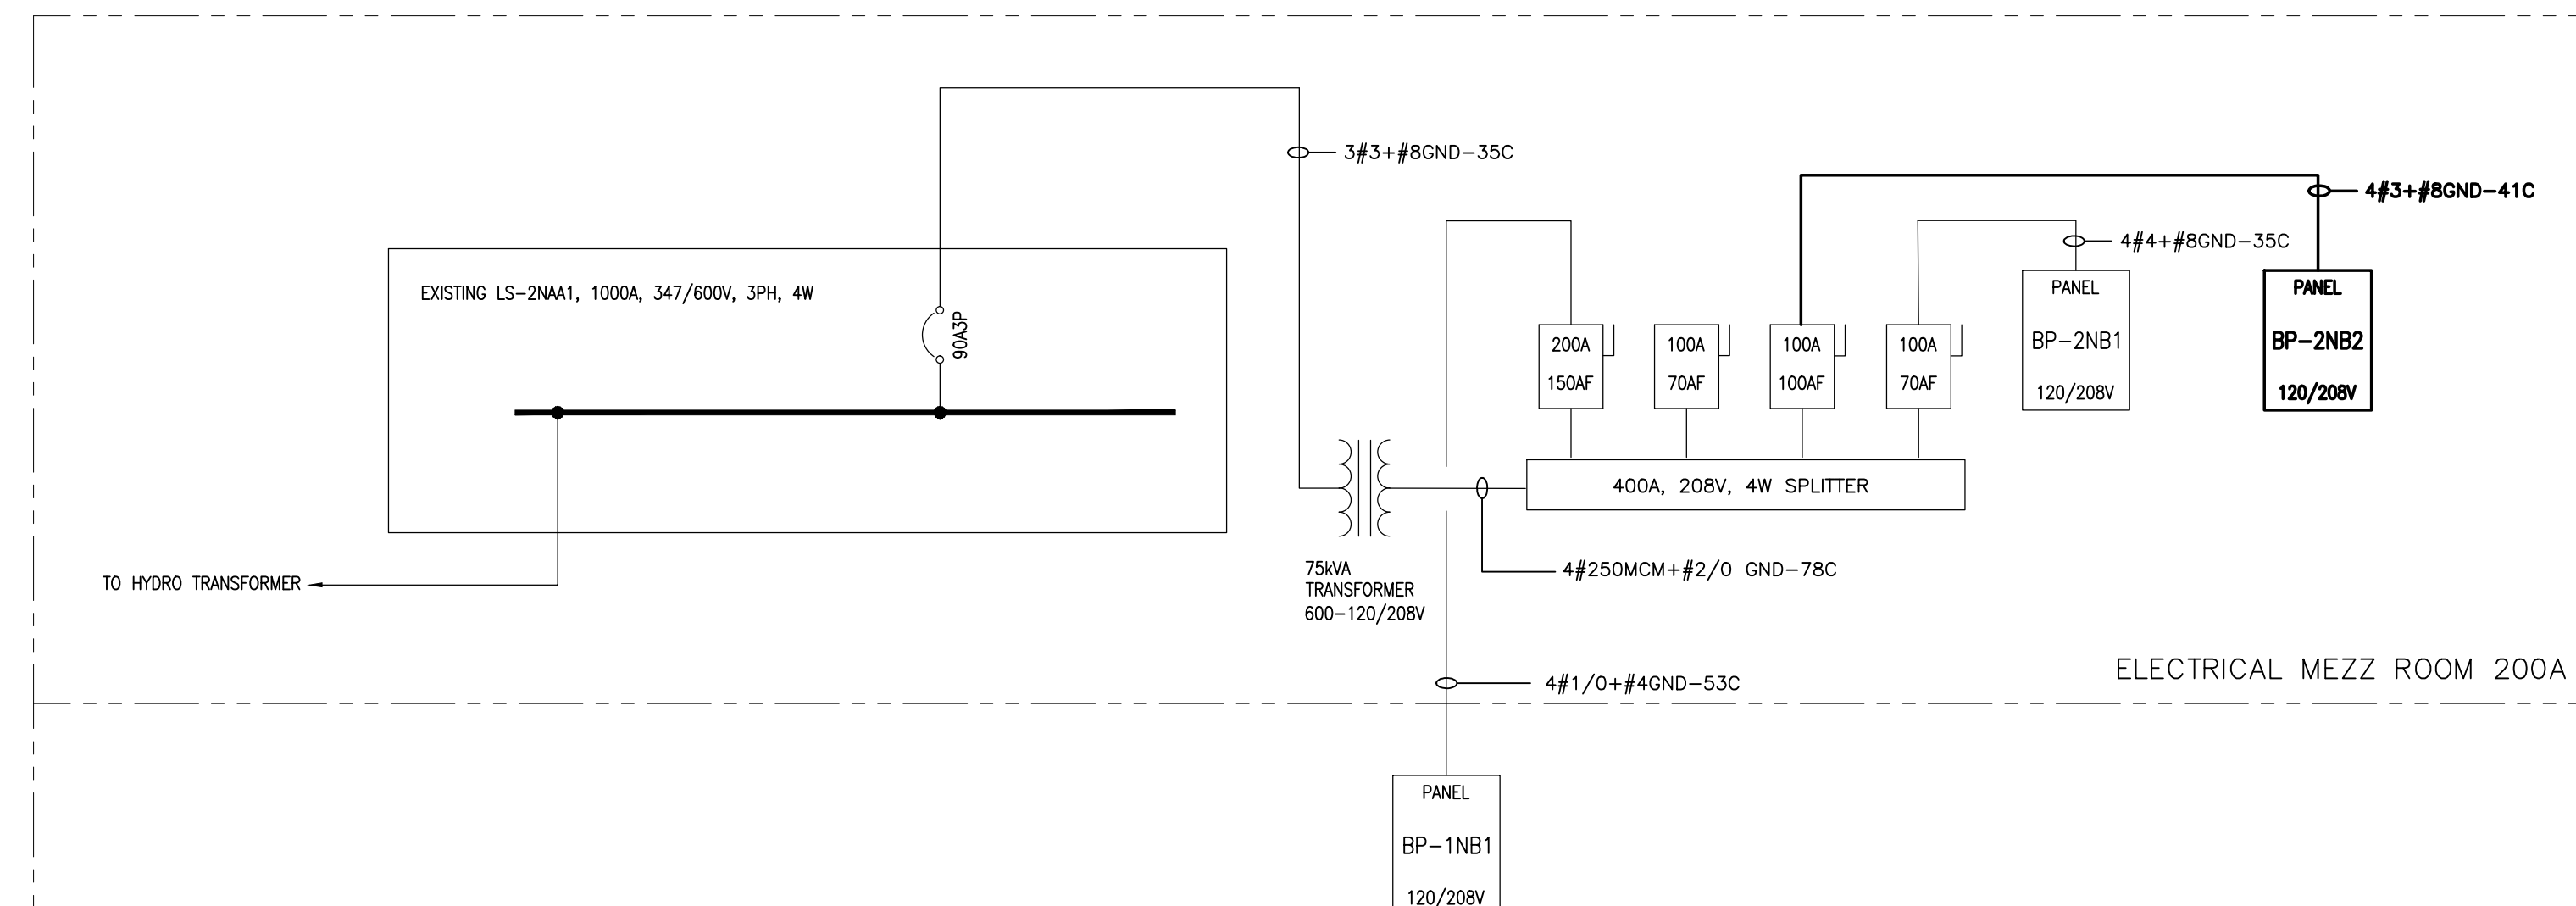 3#3+#8GND-35C
4#3+#8GND-41C
4#4+#8GND-35C
EXISTING LS-2NAA1, 1000A, 347/600V, 3PH, 4W
90A3P
PANEL
BP-2NB1
120/208V
PANEL
BP-2NB2
120/208V
200A
150AF
100A
70AF
100A
100AF
100A
70AF
400A, 208V, 4W SPLITTER
TO HYDRO TRANSFORMER
75kVA
TRANSFORMER
600-120/208V
4#250MCM+#2/0 GND-78C
ELECTRICAL MEZZ ROOM 200A
4#1/0+#4GND-53C
PANEL
BP-1NB1
120/208V